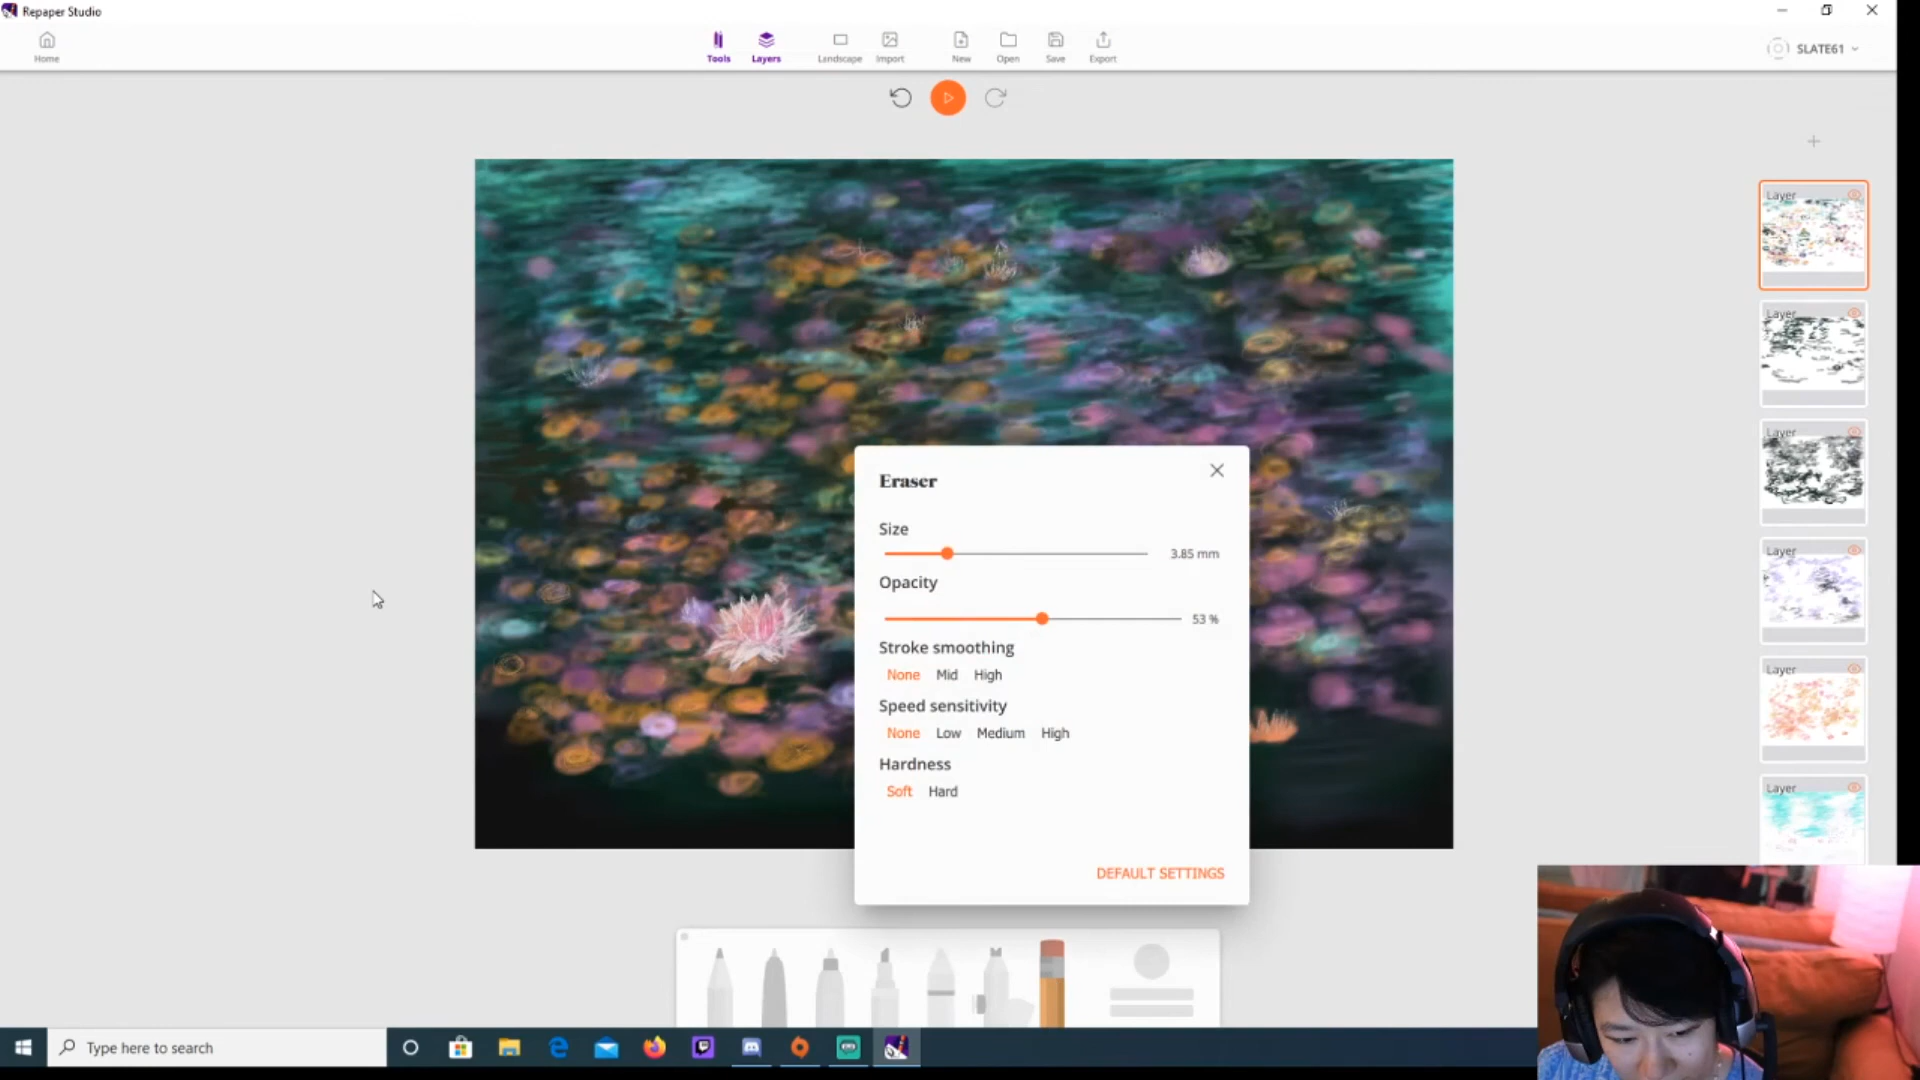 Repaper Studio
Home
Tools
Layers
Landscape
Import
New
Open
Save
Export
SLATE61
Layer
Layer
Layer
Layer
Layer
Layer
Eraser
Size
3.85 mm
Opacity
53 %
Stroke smoothing
None Mid High
Speed sensitivity
None Low Medium High
Hardness
Soft Hard
DEFAULT SETTINGS
Type here to search